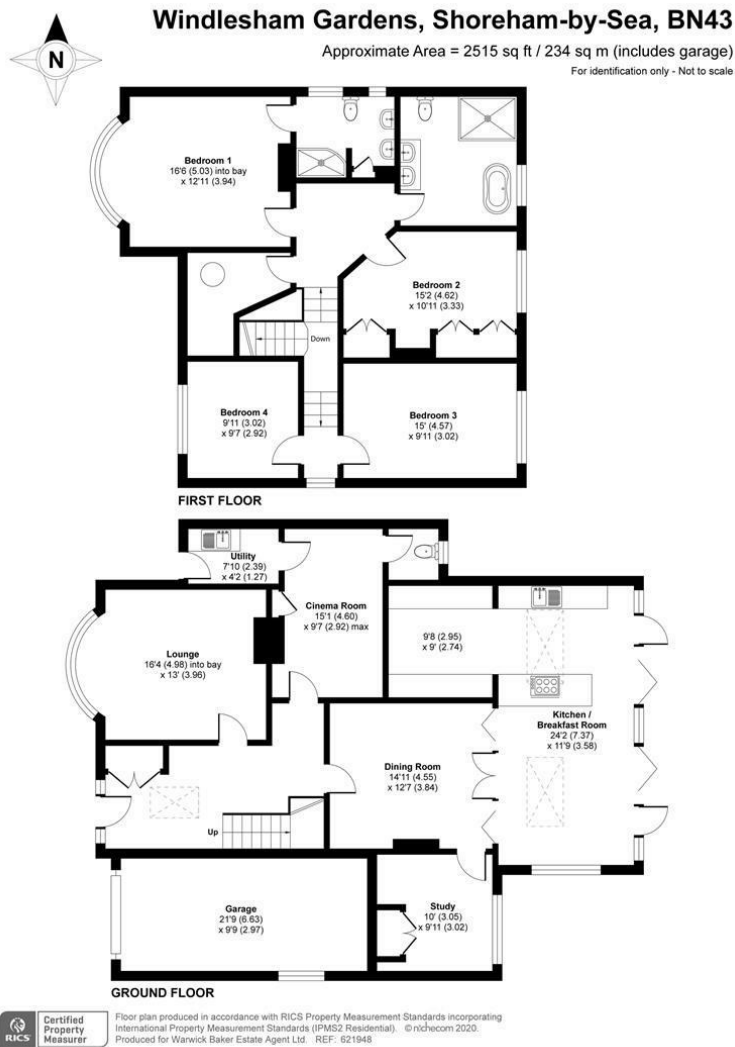 Windlesham Gardens, Shoreham-by-Sea, BN43
Approximate Area = 2515 sq ft / 234 sq m (includes garage)
For identification only - Not to scale
N
Bedroom 1
16'6 (5.03) into bay
x 12'11 (3.94)
Bedroom 2
15'2 (4.62)
x 10'11 (3.33)
Down
Bedroom 4
9'11 (3.02)
x 9'7 (2.92)
Bedroom 3
15' (4.57)
x 9'11 (3.02)
FIRST FLOOR
Utility
7'10 (2.39)
x 4'2 (1.27)
Cinema Room
15'1 (4.60)
x 9'7 (2.92) max
Lounge
16'4 (4.98) into bay
x 13' (3.96)
9'8 (2.95)
x 9' (2.74)
Kitchen /
Breakfast Room
24'2 (7.37)
x 11'9 (3.58)
Dining Room
14'11 (4.55)
x 12'7 (3.84)
Up
Garage
21'9 (6.63)
x 9'9 (2.97)
Study
10' (3.05)
x 9'11 (3.02)
GROUND FLOOR
RICS
Certified
Property
Measurer
Floor plan produced in accordance with RICS Property Measurement Standards incorporating
International Property Measurement Standards (IPMS2 Residential). © nichecom 2020.
Produced for Warwick Baker Estate Agent Ltd. REF: 621948